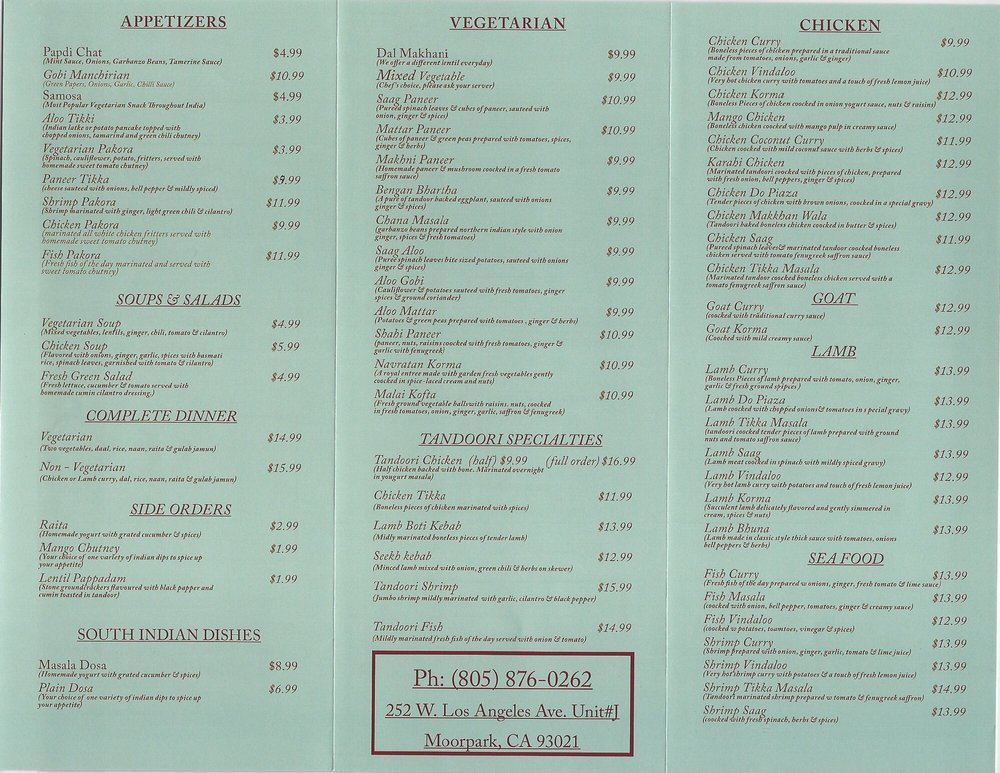 APPETIZERS
Papdi Chat $4.99
(Mint Sauce, Onions, Garbanzo Beans, Tamerine Sauce)
Gobi Manchirian $10.99
(Green Papers, Onions, Garlic, Chilli Sauce)
Samosa $4.99
(Most Popular Vegetarian Snack Throughout India)
Aloo Tikki $3.99
(Indian latke or potato pancake topped with
chopped onions, tamarind and green chili chutney)
Vegetarian Pakora $3.99
(Spinach, cauliflower, potato, fritters, served with
homemade sweet tomato chutney)
Paneer Tikka $9.99
(cheese sauteed with onions, bell pepper & mildly spiced)
Shrimp Pakora $11.99
(Shrimp marinated with ginger, light green chili & cilantro)
Chicken Pakora $9.99
(marinated all white chicken fritters served with
homemade sweet tomato chutney)
Fish Pakora $11.99
(Fresh fish of the day marinated and served with
sweet tomato chutney)
SOUPS & SALADS
Vegetarian Soup $4.99
(Mixed vegetables, lentils, ginger, chili, tomato & cilantro)
Chicken Soup $5.99
(Flavored with onions, ginger, garlic, spices with basmati
rice, spinach leaves, garnished with tomato & cilantro)
Fresh Green Salad $4.99
(Fresh lettuce, cucumber & tomato served with
homemade cumin cilantro dressing.)
COMPLETE DINNER
Vegetarian $14.99
(Two vegetables, daal, rice, naan, raita & gulab jamun)
Non - Vegetarian $15.99
(Chicken or Lamb curry, dal, rice, naan, raita & gulab jamun)
SIDE ORDERS
Raita $2.99
(Homemade yogurt with grated cucumber & spices)
Mango Chutney $1.99
(Your choice of one variety of indian dips to spice up
your appetite)
Lentil Pappadam $1.99
(Stone groundcrackers flavoured with black papper and
cumin toasted in tandoor)
SOUTH INDIAN DISHES
Masala Dosa $8.99
(Homemade yogurt with grated cucumber & spices)
Plain Dosa $6.99
(Your choice of one variety of indian dips to spice up
your appetite)
VEGETARIAN
Dal Makhani $9.99
(We offer a different lentil everyday)
Mixed Vegetable $9.99
(Chef's choice, please ask your server)
Saag Paneer $10.99
(Pureed spinach leaves & cubes of paneer, sauteed with
onion, ginger & spices)
Mattar Paneer $10.99
(Cubes of paneer & green peas prepared with tomatoes, spices,
ginger & herbs)
Makhni Paneer $9.99
(Homemade paneer & mushroom coocked in a fresh tomato
saffron sauce)
Bengan Bhartha $9.99
(A pure of tandoor backed eggplant, sauteed with onions
ginger & spices)
Chana Masala $9.99
(garbanzo beans prepared northern indian style with onion
ginger, spices & fresh tomatoes)
Saag Aloo $9.99
(Puree spinach leaves bite sized potatoes, sauteed with onions
ginger & spices)
Aloo Gobi $9.99
(Cauliflower & potatoes sauteed with fresh tomatoes, ginger
spices & ground coriander)
Aloo Mattar $9.99
(Potatoes & green peas prepared with tomatoes . ginger & herbs)
Shahi Paneer $10.99
(paneer, nuts, raisins coocked with fresh tomatoes, ginger &
garlic with fenugreek)
Navratan Korma $10.99
(A royal entree made with garden fresh vegetables gently
coocked in spice-laced cream and nuts)
Malai Kofta $10.99
(Fresh ground vegetable ballswith raisins. nuts, coocked
in fresh tomatoes, onion, ginger, garlic, saffron & fenugreek)
TANDOORI SPECIALTIES
Tandoori Chicken (half) $9.99 (full order) $16.99
(Half chicken backed with bone. Marinated overnight
in yougurt masala)
Chicken Tikka $11.99
(Boneless pieces of chicken marinated with spices)
Lamb Boti Kebab $13.99
(Midly marinated boneless pieces of tender lamb)
Seekh kebab $12.99
(Minced lamb mixed with onion, green chili & herbs on skewer)
Tandoori Shrimp $15.99
(Jumbo shrimp mildly marinated with garlic, cilantro & black pepper)
Tandoori Fish $14.99
(Mildly marinated fresh fish of the day served with onion & tomato)
Ph: (805) 876-0262
252 W. Los Angeles Ave. Unit#J
Moorpark, CA 93021
CHICKEN
Chicken Curry $9.99
(Boneless pieces of chicken prepared in a traditional sauce
made from tomatoes, onions, garlic & ginger)
Chicken Vindaloo $10.99
(Very hot chicken curry with tomatoes and a touch of fresh lemon juice)
Chicken Korma $12.99
(Boneless Pieces of chicken coocked in onion yogurt sauce, nuts & raisins)
Mango Chicken $12.99
(Boneless chicken coocked with mango pulp in creamy sauce)
Chicken Coconut Curry $11.99
(Chicken cocked with mild coconut sauce with herbs & spices)
Karahi Chicken $12.99
(Marinated tandoori coocked with pieces of chicken, prepared
with fresh onion, bell peppers, ginger & spices)
Chicken Do Piaza $12.99
(Tender pieces of chicken with brown onions, coocked in a special gravy)
Chicken Makkhan Wala $12.99
(Tandoori baked boneless chicken coocked in butter & spices)
Chicken Saag $11.99
(Pureed spinach leaves& marinated tandoor coocked boneless
chicken served with tomato fenugreek saffron sauce)
Chicken Tikka Masala $12.99
(Marinated tandoor coocked boneless chicken served with a
tomato fenugreek saffron sauce)
GOAT
Goat Curry $12.99
(coocked with traditional curry sauce)
Goat Korma $12.99
(Coocked with mild creamy sauce)
LAMB
Lamb Curry $13.99
(Boneless Pieces of lamb prepared with tomato, onion, ginger,
garlic & fresh ground spipces )
Lamb Do Piaza $13.99
(Lamb coocked with chopped onions& tomatoes in s pecial gravy)
Lamb Tikka Masala $13.99
(tandoori coocked tender pieces of lamb prepared with ground
nuts and tomato saffron sauce)
Lamb Saag $13.99
(Lamb meat coocked in spinach with mildly spiced gravy)
Lamb Vindaloo $12.99
(Very hot lamb curry with potatoes and touch of fresh lemon juice)
Lamb Korma $13.99
(Succulent lamb delicately flavored and gently simmered in
cream, spices & nuts)
Lamb Bhuna $13.99
(Lamb made in classic style thick sauce with tomatoes, onions
bell peppers & herbs)
SEA FOOD
Fish Curry $13.99
(Fresh fish of the day prepared w onions, ginger, fresh tomato & lime sauce)
Fish Masala $13.99
(coocked with onion, bell pepper, tomatoes, ginger & creamy sauce)
Fish Vindaloo $12.99
(coocked w potatoes, toamtoes, vinegar & spices)
Shrimp Curry $13.99
(Shrimp prepared with onion, ginger, garlic, tomato & lime juice)
Shrimp Vindaloo $13.99
(Very hot shrimp curry with potatoes & a touch of fresh lemon juice)
Shrimp Tikka Masala $14.99
(Tandoori marinated shrimp prepared w tomato & fenugreek saffron)
Shrimp Saag $13.99
(coocked with fresh spinach, herbs & spices)